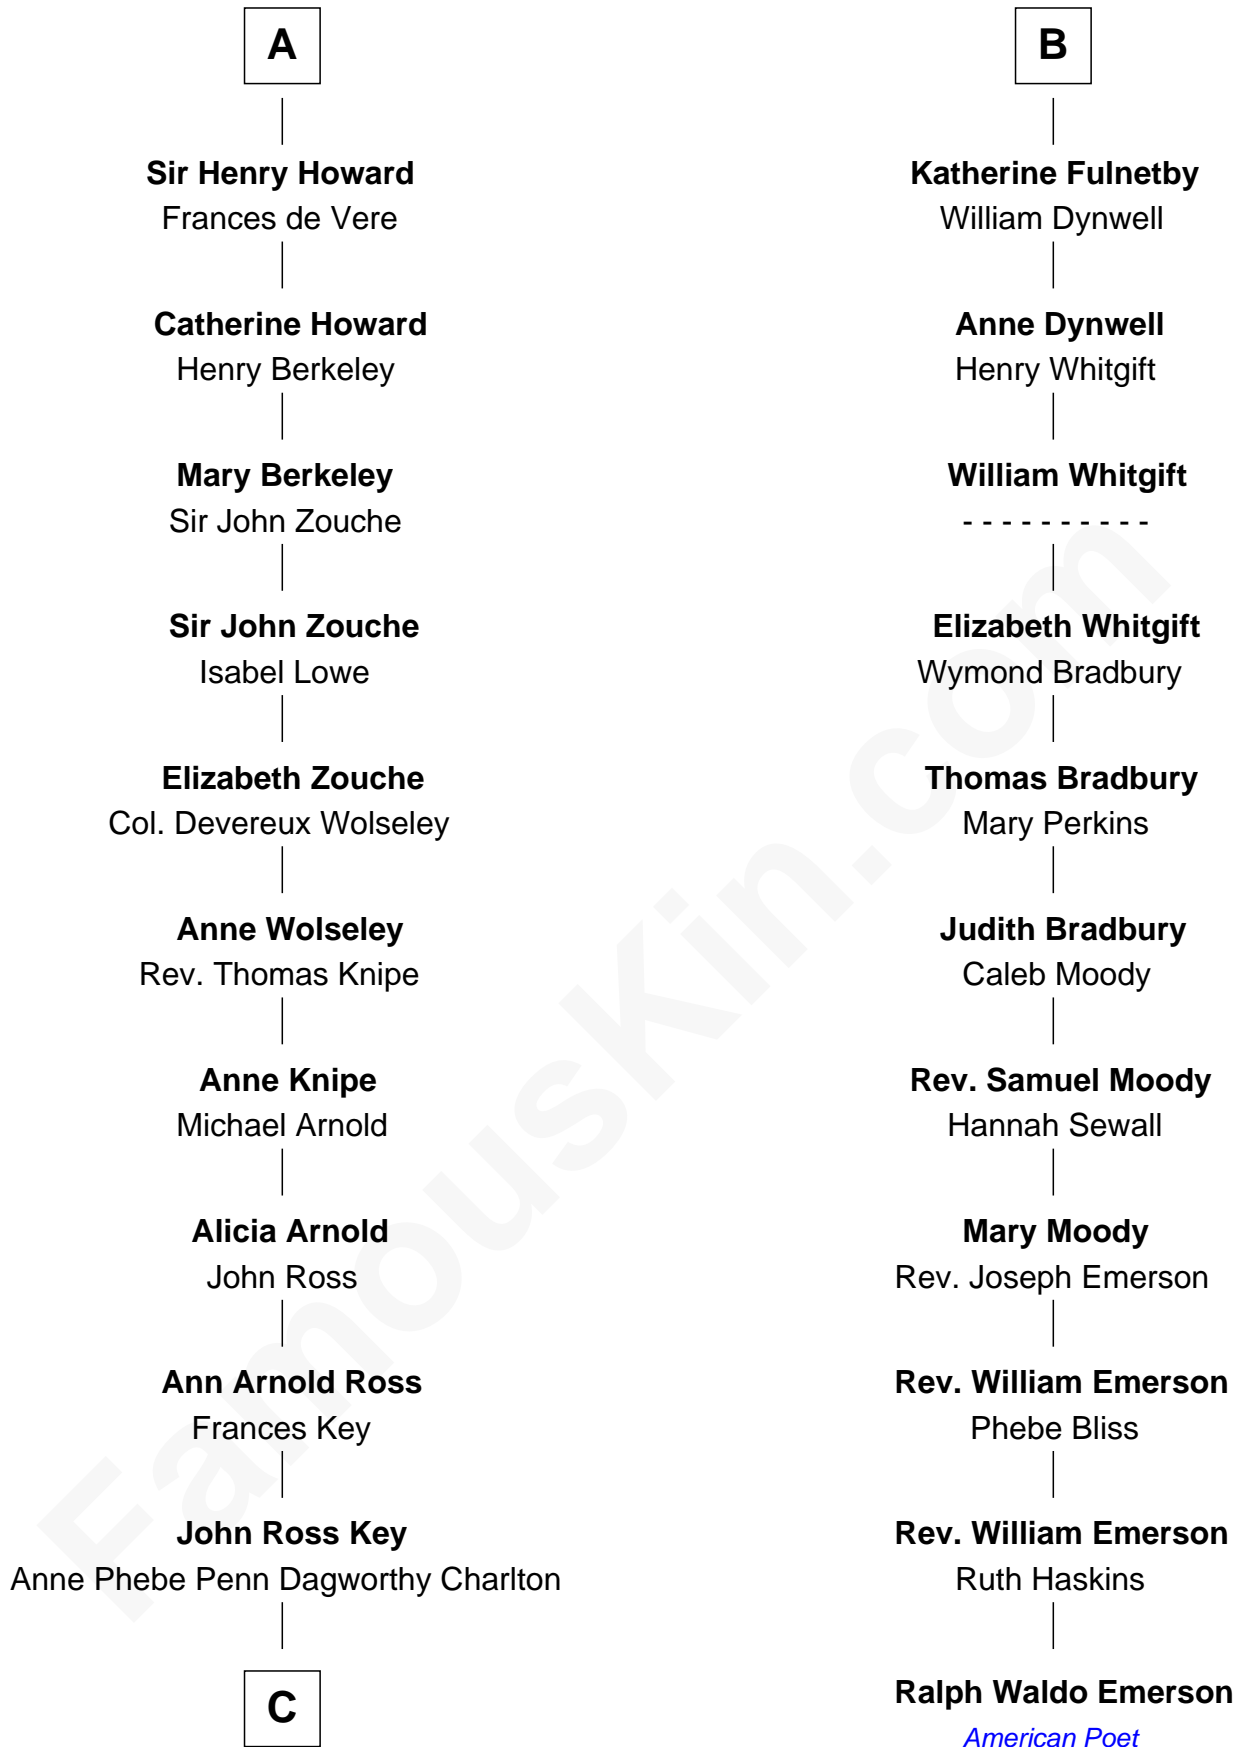 A
Sir Henry Howard
Frances de Vere
Catherine Howard
Henry Berkeley
Mary Berkeley
Sir John Zouche
Sir John Zouche
Isabel Lowe
Elizabeth Zouche
Col. Devereux Wolseley
Anne Wolseley
Rev. Thomas Knipe
Anne Knipe
Michael Arnold
Alicia Arnold
John Ross
Ann Arnold Ross
Frances Key
John Ross Key
Anne Phebe Penn Dagworthy Charlton
C
B
Katherine Fulnetby
William Dynwell
Anne Dynwell
Henry Whitgift
William Whitgift
- - - - - - - - - -
Elizabeth Whitgift
Wymond Bradbury
Thomas Bradbury
Mary Perkins
Judith Bradbury
Caleb Moody
Rev. Samuel Moody
Hannah Sewall
Mary Moody
Rev. Joseph Emerson
Rev. William Emerson
Phebe Bliss
Rev. William Emerson
Ruth Haskins
Ralph Waldo Emerson
American Poet
FamousKin.com